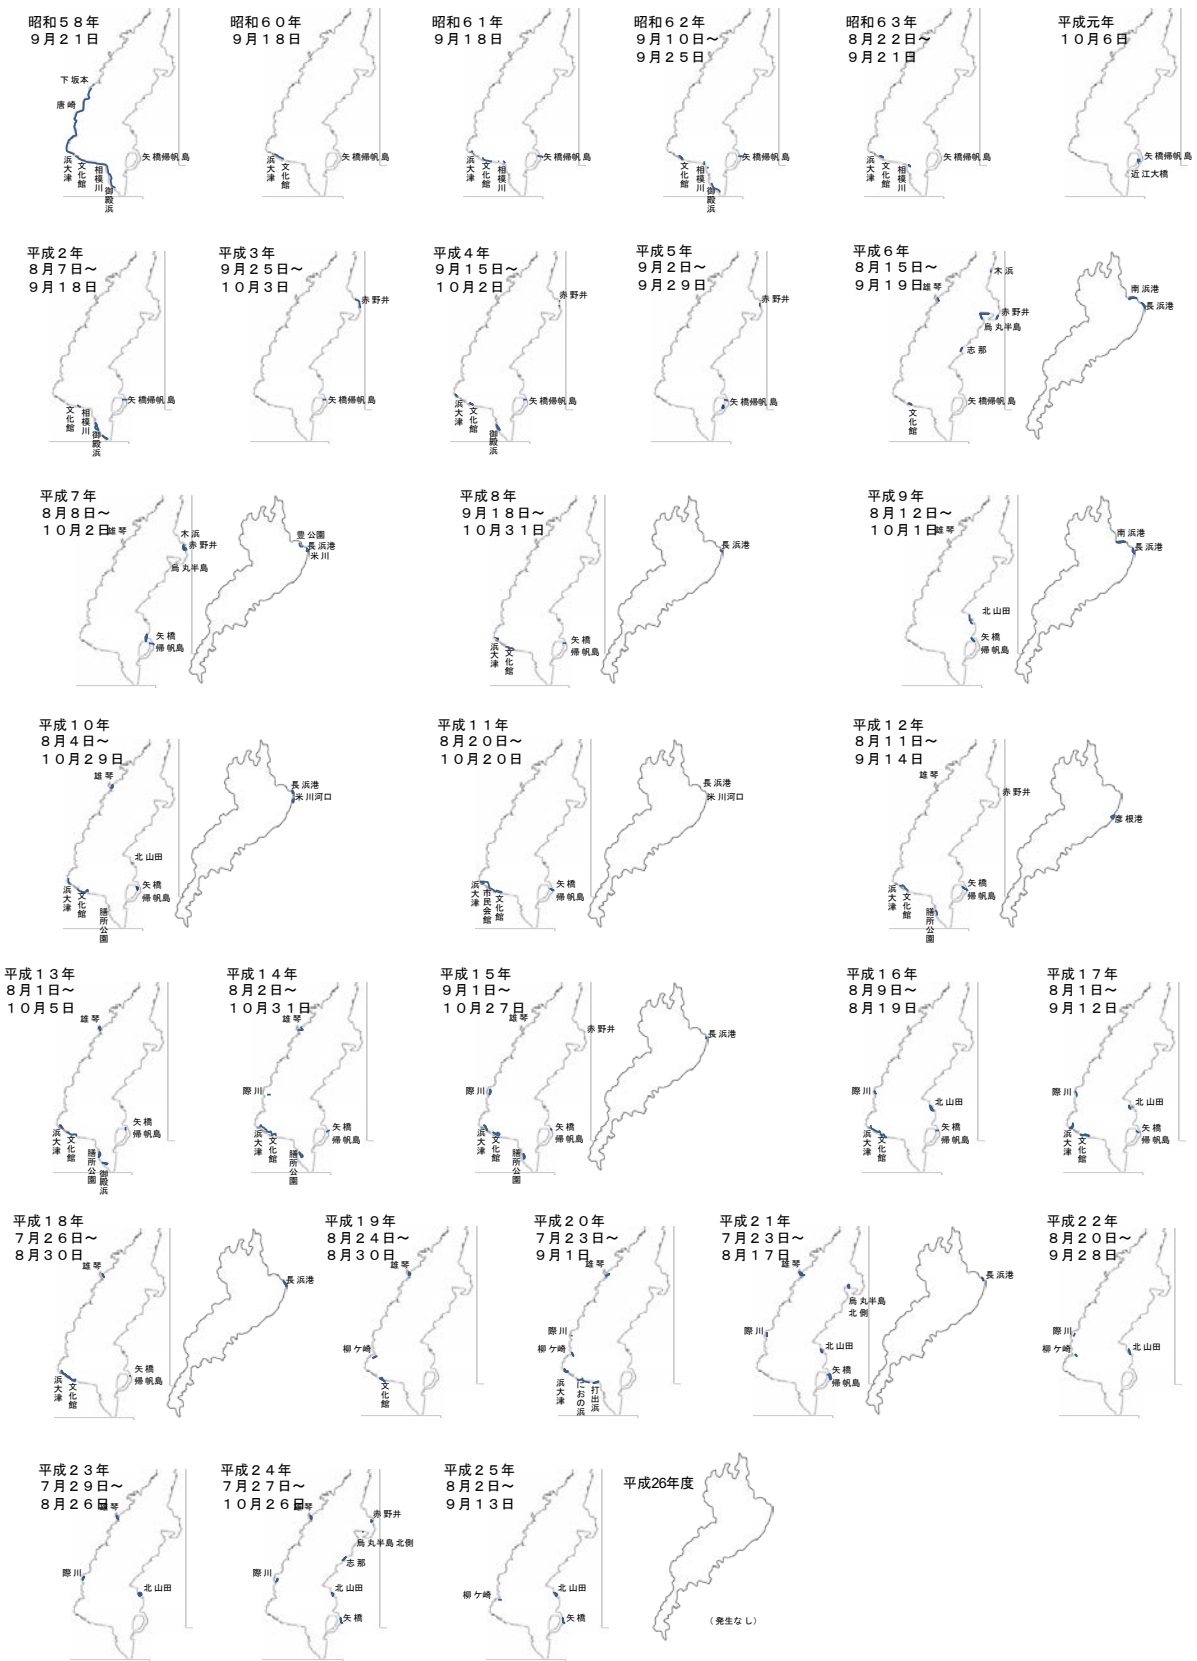 昭和５８年
９月２１日
下坂本
唐崎
浜大津
文化館
相模川
御殿浜
矢橋帰帆島
昭和６０年
９月１８日
浜大津
文化館
矢橋帰帆島
昭和６１年
９月１８日
浜大津
文化館
相模川
矢橋帰帆島
昭和６２年
９月１０日～
９月２５日
文化館
相模川
御殿浜
矢橋帰帆島
昭和６３年
８月２２日～
９月２１日
文化館
相模川
矢橋帰帆島
平成元年
１０月６日
矢橋帰帆島
近江大橋
平成２年
８月７日～
９月１８日
文化館
相模川
御殿浜
矢橋帰帆島
平成３年
９月２５日～
１０月３日
赤野井
矢橋帰帆島
平成４年
９月１５日～
１０月２日
赤野井
浜大津
文化館
御殿浜
矢橋帰帆島
平成５年
９月２日～
９月２９日
赤野井
矢橋帰帆島
平成６年
８月１５日～
９月１９日
雄琴
木浜
赤野井
烏丸半島
志那
文化館
矢橋帰帆島
南浜港
長浜港
平成７年
８月８日～
１０月２日
雄琴
木浜
赤野井
烏丸半島
矢橋
帰帆島
豊公園
長浜港
米川
平成８年
９月１８日～
１０月３１日
浜大津
文化館
矢橋
帰帆島
長浜港
平成９年
８月１２日～
１０月１日
雄琴
北山田
矢橋
帰帆島
南浜港
長浜港
平成１０年
８月４日～
１０月２９日
雄琴
北山田
浜大津
文化館
膳所公園
矢橋
帰帆島
長浜港
米川河口
平成１１年
８月２０日～
１０月２０日
浜大津
市民会館
文化館
矢橋
帰帆島
長浜港
米川河口
平成１２年
８月１１日～
９月１４日
雄琴
赤野井
浜大津
文化館
膳所公園
矢橋
帰帆島
彦根港
平成１３年
８月１日～
１０月５日
雄琴
浜大津
文化館
膳所公園
御殿浜
矢橋
帰帆島
平成１４年
８月２日～
１０月３１日
雄琴
際川
浜大津
文化館
膳所公園
矢橋
帰帆島
平成１５年
９月１日～
１０月２７日
雄琴
赤野井
際川
浜大津
文化館
膳所公園
矢橋
帰帆島
長浜港
平成１６年
８月９日～
８月１９日
際川
北山田
浜大津
文化館
矢橋
帰帆島
平成１７年
８月１日～
９月１２日
際川
北山田
浜大津
文化館
矢橋
帰帆島
平成１８年
７月２６日～
８月３０日
雄琴
浜大津
文化館
矢橋
帰帆島
長浜港
平成１９年
８月２４日～
８月３０日
雄琴
柳ケ崎
文化館
平成２０年
７月２３日～
９月１日
雄琴
際川
柳ケ崎
浜大津
におの浜
打出浜
平成２１年
７月２３日～
８月１７日
雄琴
烏丸半島
北側
際川
北山田
矢橋
帰帆島
長浜港
平成２２年
８月２０日～
９月２８日
際川
柳ケ崎
北山田
平成２３年
７月２９日～
８月２６日
雄琴
際川
北山田
平成２４年
７月２７日～
１０月２６日
雄琴
赤野井
烏丸半島北側
志那
際川
北山田
矢橋
平成２５年
８月２日～
９月１３日
柳ケ崎
北山田
矢橋
平成26年度
（発生なし）